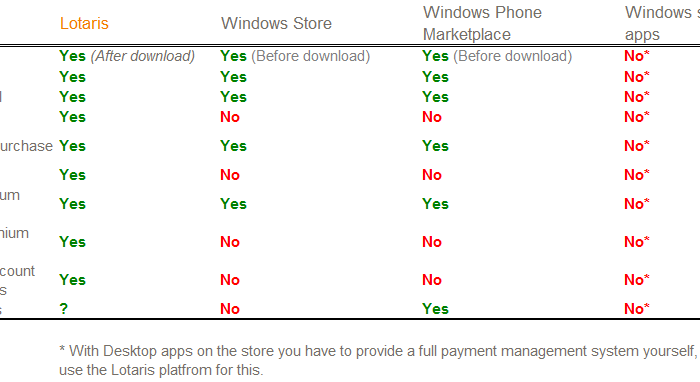 Lotaris Windows Store Windows Phone Marketplace Windows s apps
Yes (After download) Yes (Before download) Yes (Before download) No*
Yes Yes Yes No*
Yes Yes Yes No*
Yes No No No*
urchase Yes Yes Yes No*
Yes No No No*
um
Yes Yes Yes No*
nium
Yes No No No*
count
Yes No No No*
s
? No Yes No*
* With Desktop apps on the store you have to provide a full payment management system yourself,
use the Lotaris platfrom for this.